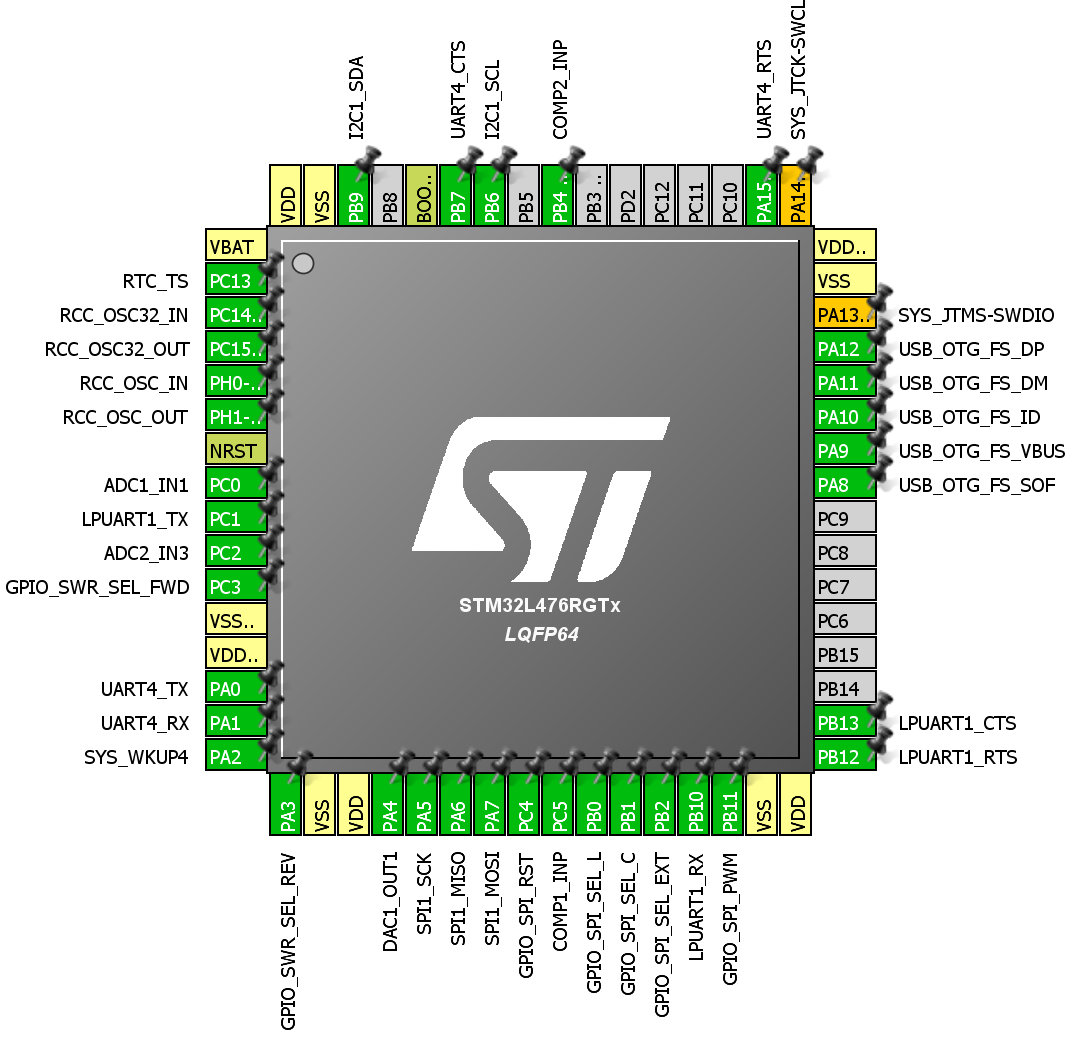 I2C1_SDA
UART4_CTS
I2C1_SCL
COMP2_INP
UART4_RTS
SYS_JTCK-SWCL
VDD
VSS
PB9
PB8
BOO..
PB7
PB6
PB5
PB4 ..
PB3 ..
PD2
PC12
PC11
PC10
PA15..
PA14..
VBAT
RTC_TS PC13
RCC_OSC32_IN PC14..
RCC_OSC32_OUT PC15..
RCC_OSC_IN PH0-..
RCC_OSC_OUT PH1-..
NRST
ADC1_IN1 PC0
LPUART1_TX PC1
ADC2_IN3 PC2
GPIO_SWR_SEL_FWD PC3
VSS..
VDD..
UART4_TX PA0
UART4_RX PA1
SYS_WKUP4 PA2
ST
STM32L476RGTx
LQFP64
VDD..
VSS
PA13.. SYS_JTMS-SWDIO
PA12 USB_OTG_FS_DP
PA11 USB_OTG_FS_DM
PA10 USB_OTG_FS_ID
PA9 USB_OTG_FS_VBUS
PA8 USB_OTG_FS_SOF
PC9
PC8
PC7
PC6
PB15
PB14
PB13 LPUART1_CTS
PB12 LPUART1_RTS
PA3
VSS
VDD
PA4
PA5
PA6
PA7
PC4
PC5
PB0
PB1
PB2
PB10
PB11
VSS
VDD
GPIO_SWR_SEL_REV
DAC1_OUT1
SPI1_SCK
SPI1_MISO
SPI1_MOSI
GPIO_SPI_RST
COMP1_INP
GPIO_SPI_SEL_L
GPIO_SPI_SEL_C
GPIO_SPI_SEL_EXT
LPUART1_RX
GPIO_SPI_PWM